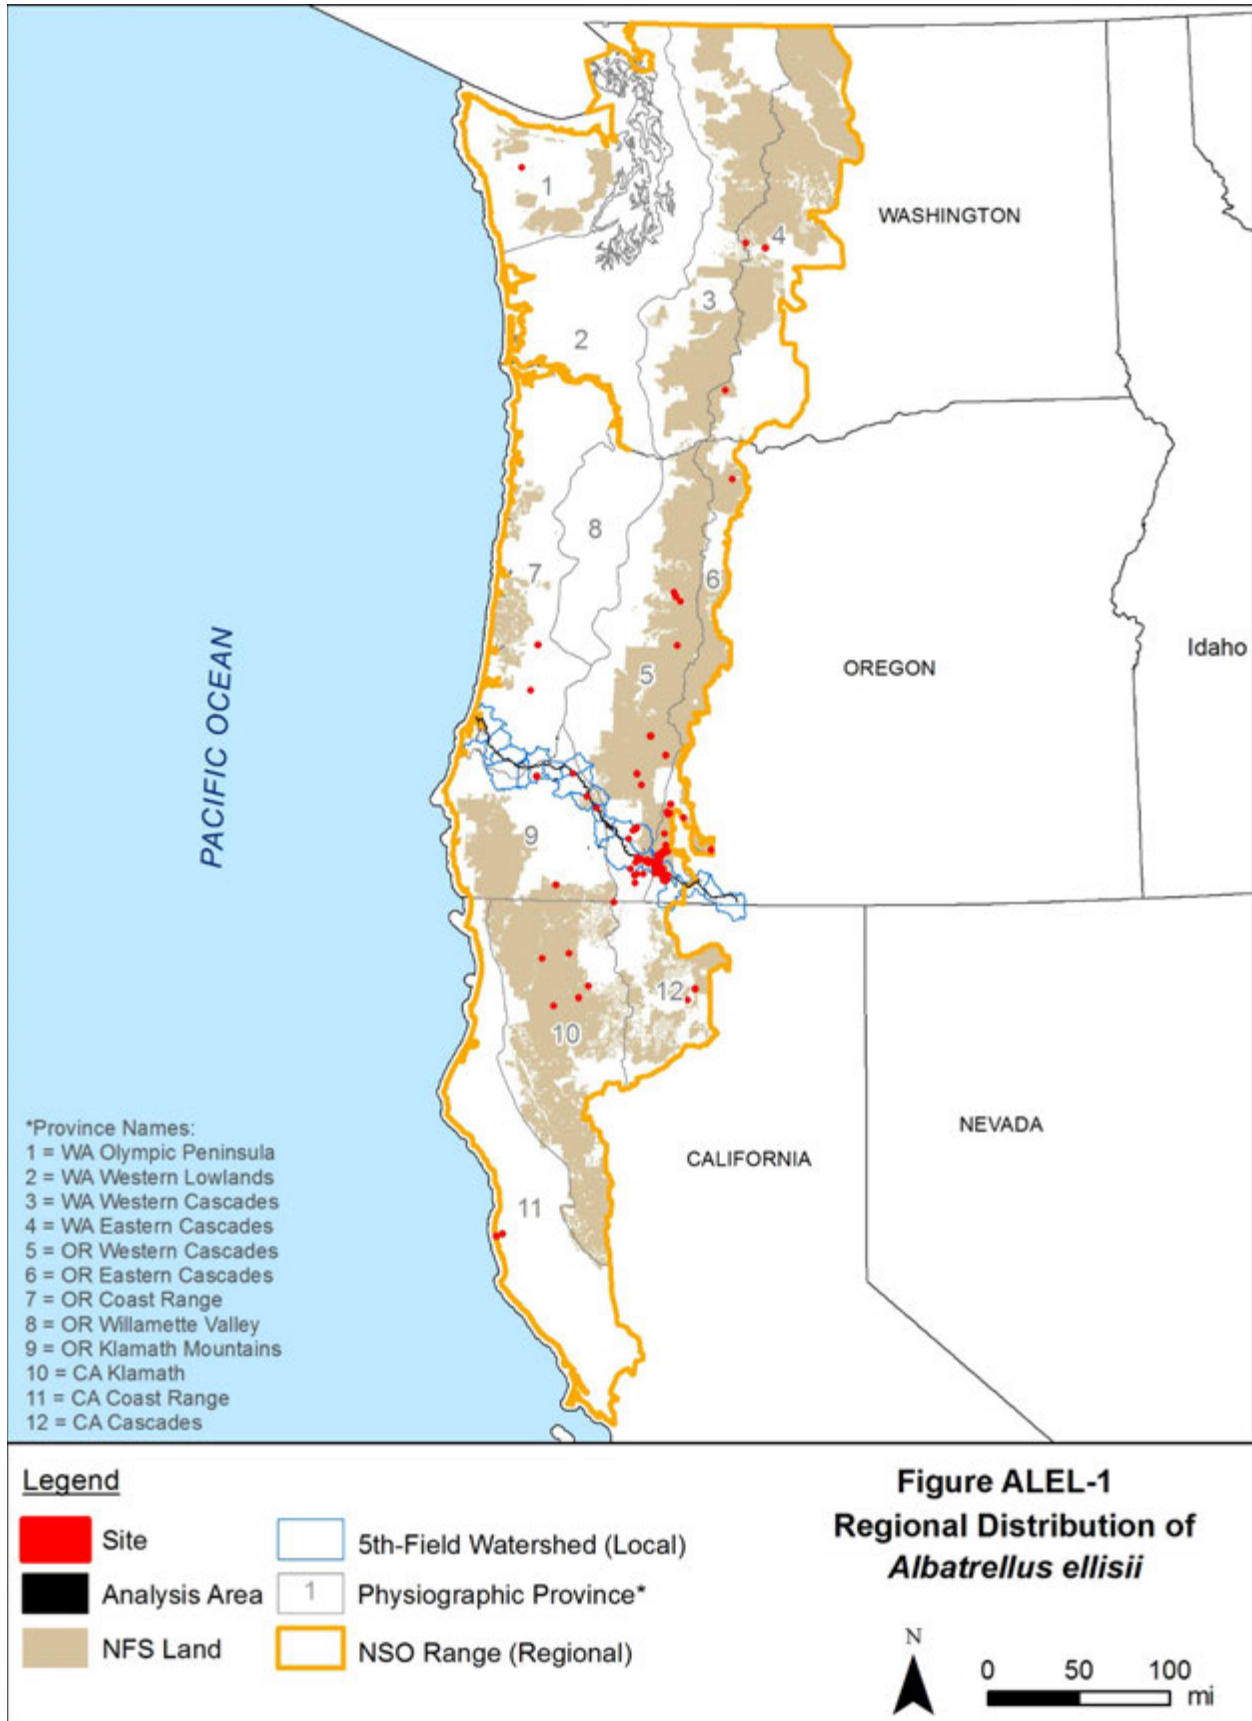 1
WASHINGTON
4
3
2
8
7
6
5
OREGON
Idaho
PACIFIC OCEAN
9
12
10
*Province Names:
1 = WA Olympic Peninsula
2 = WA Western Lowlands
3 = WA Western Cascades
4 = WA Eastern Cascades
5 = OR Western Cascades
6 = OR Eastern Cascades
7 = OR Coast Range
8 = OR Willamette Valley
9 = OR Klamath Mountains
10 = CA Klamath
11 = CA Coast Range
12 = CA Cascades
11
CALIFORNIA
NEVADA
Legend
Site
Analysis Area
NFS Land
5th-Field Watershed (Local)
1 Physiographic Province*
NSO Range (Regional)
Figure ALEL-1
Regional Distribution of
Albatrellus ellisii
N
0 50 100
mi